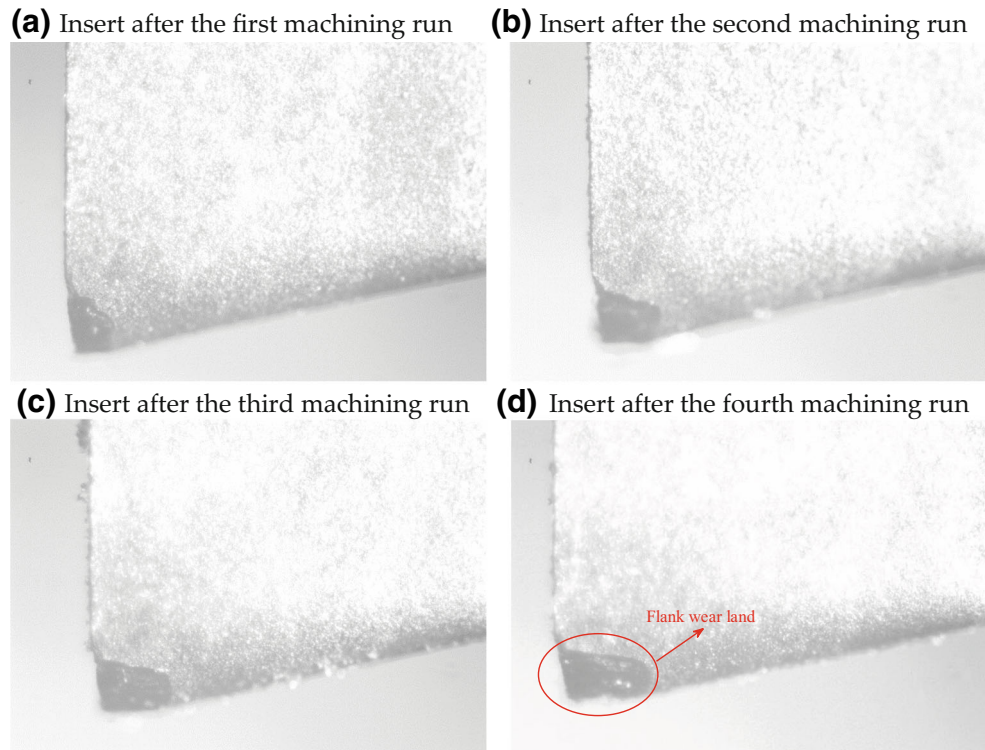 (a) Insert after the first machining run
(b) Insert after the second machining run
(c) Insert after the third machining run
(d) Insert after the fourth machining run
Flank wear land